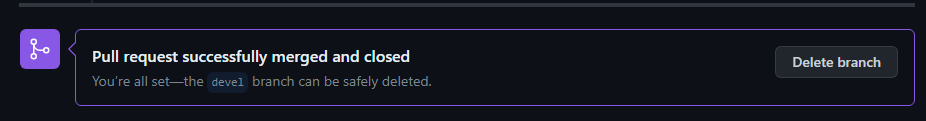 Pull request successfully merged and closed
Delete branch
You're all set—the devel branch can be safely deleted.